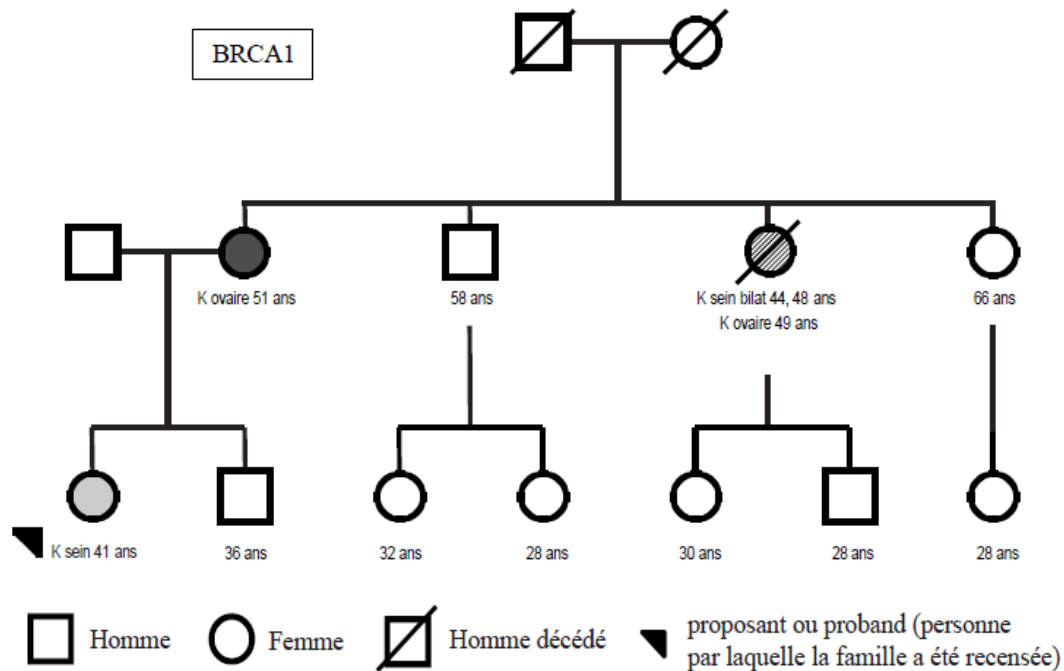 BRCA1
K ovaire 51 ans
58 ans
K sein bilat 44, 48 ans
K ovaire 49 ans
66 ans
K sein 41 ans
36 ans
32 ans
28 ans
30 ans
28 ans
28 ans
Homme
Femme
Homme décédé
proposant ou proband (personne
par laquelle la famille a été recensée)